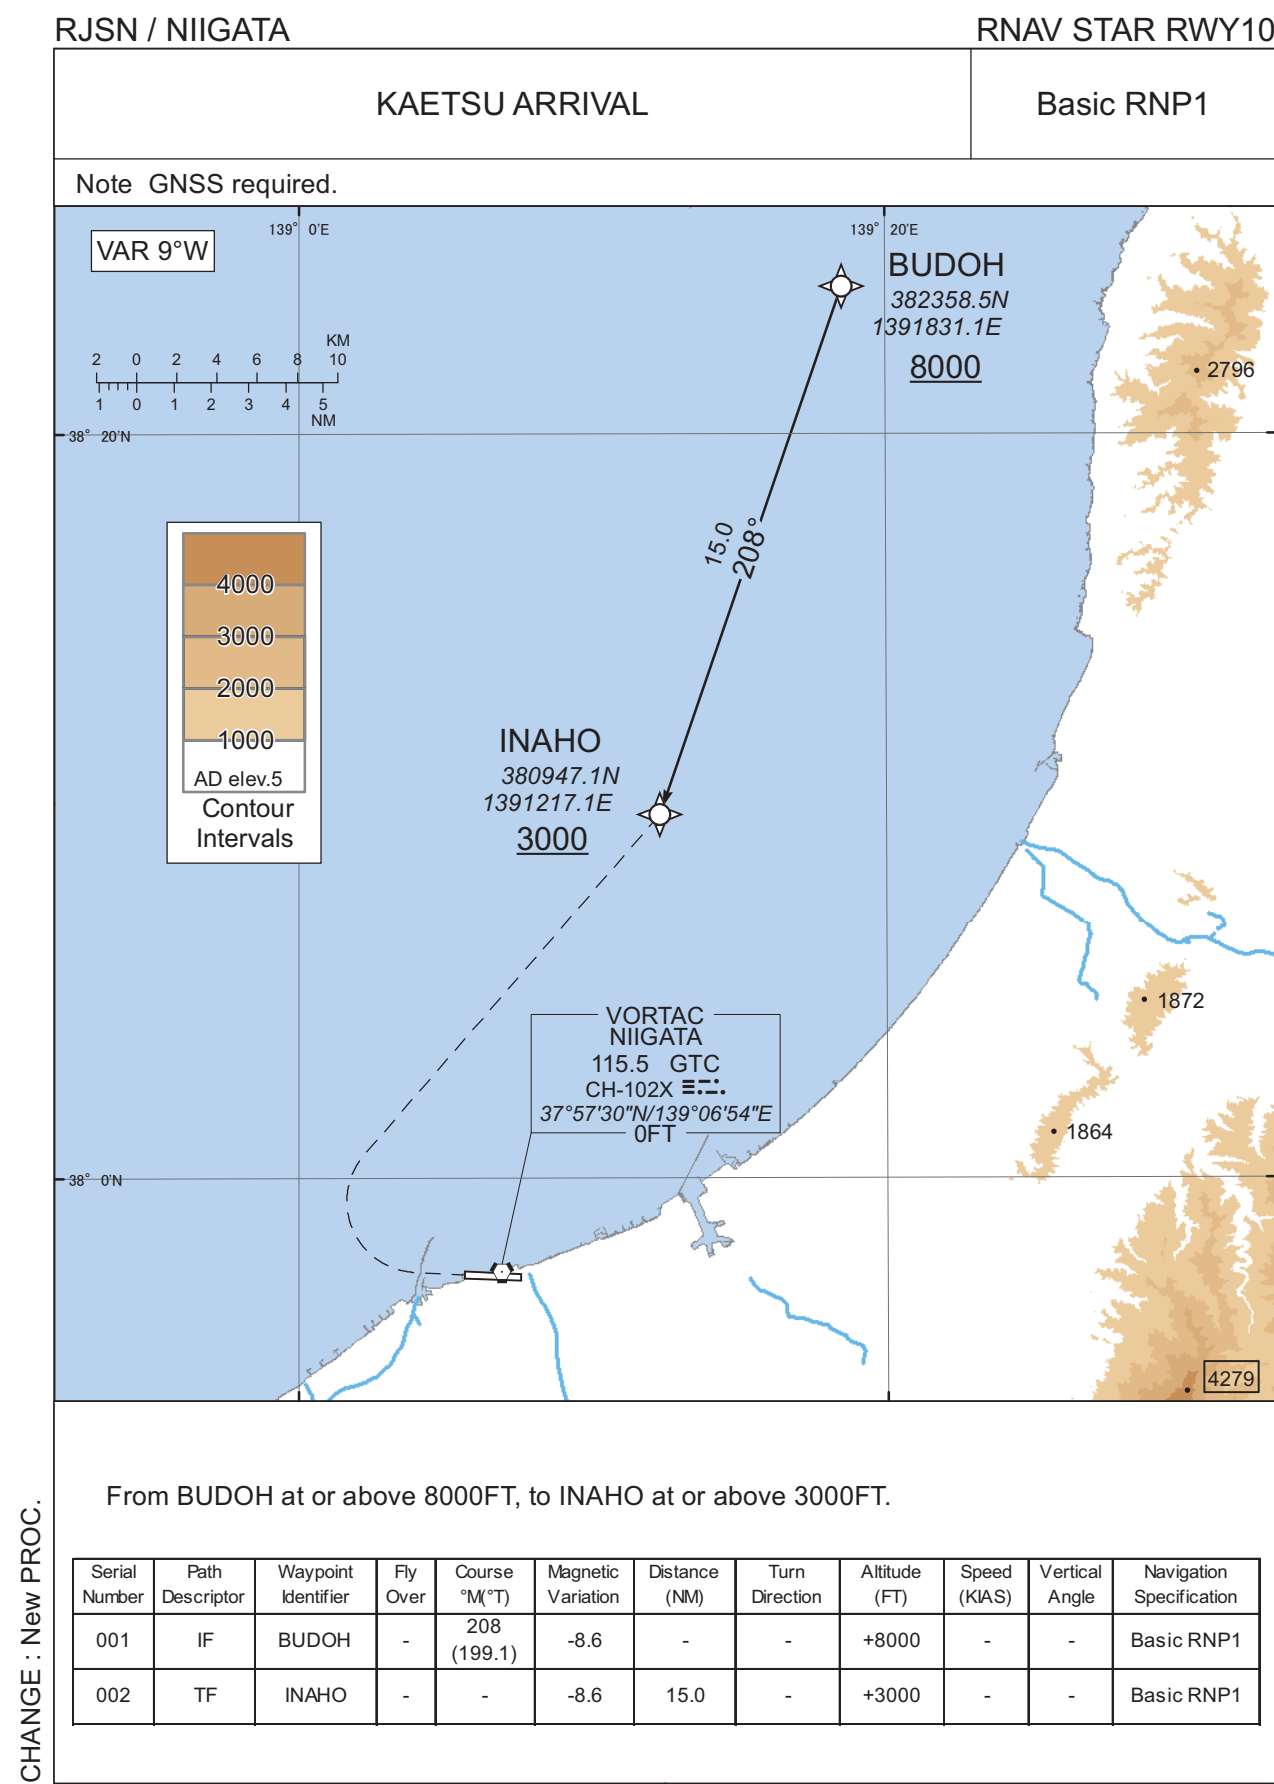 RJSN / NIIGATA
RNAV STAR RWY10
KAETSU ARRIVAL
Basic RNP1
Note GNSS required.
139° 0'E
139° 20'E
VAR 9°W
BUDOH
382358.5N
1391831.1E
8000
KM
2 0 2 4 6 8 10
1 0 1 2 3 4 5
NM
2796
38° 20'N
15.0
208°
4000
3000
2000
1000
AD elev.5
Contour
Intervals
INAHO
380947.1N
1391217.1E
3000
VORTAC
NIIGATA
115.5 GTC
CH-102X
37°57'30"N/139°06'54"E
0FT
1872
1864
38° 0'N
4279
From BUDOH at or above 8000FT, to INAHO at or above 3000FT.
Serial Number Path Descriptor Waypoint Identifier Fly Over Course °M(°T) Magnetic Variation Distance (NM) Turn Direction Altitude (FT) Speed (KIAS) Vertical Angle Navigation Specification
001 IF BUDOH - 208 (199.1) -8.6 - - +8000 - - Basic RNP1
002 TF INAHO - - -8.6 15.0 - +3000 - - Basic RNP1
CHANGE : New PROC.